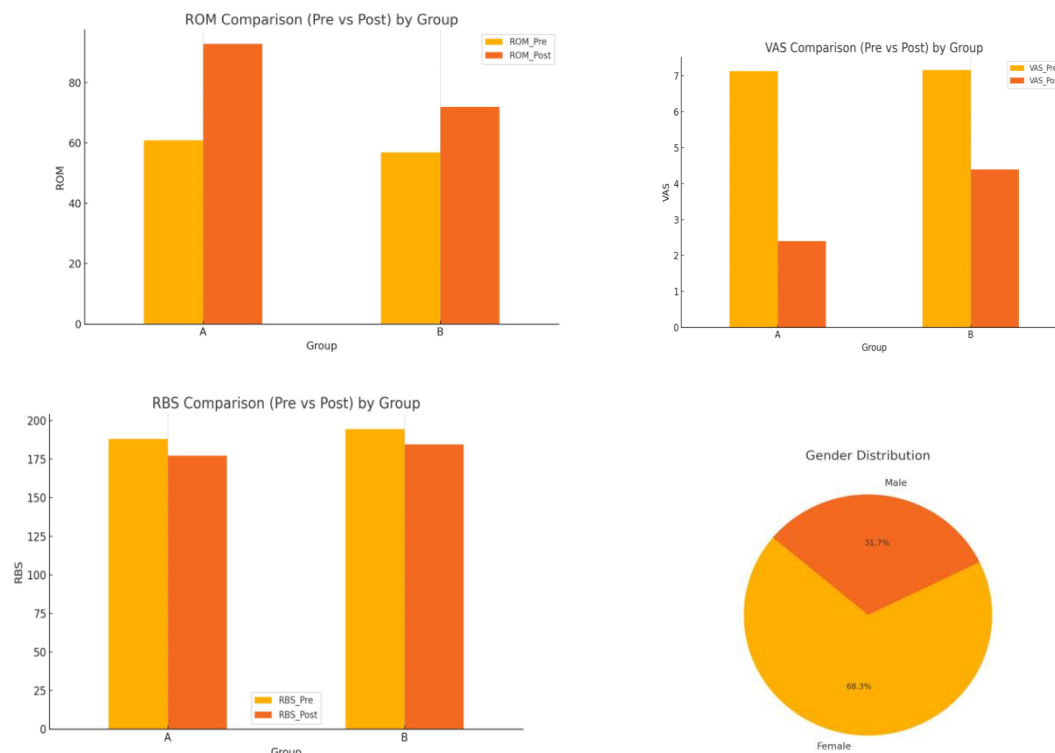 ROM Comparison (Pre vs Post) by Group
ROM_Pre
ROM_Post
80
60
40
20
0
ROM
A
B
Group
VAS Comparison (Pre vs Post) by Group
VAS_Pre
VAS_Po
7
6
5
4
3
2
1
0
VAS
A
B
Group
RBS Comparison (Pre vs Post) by Group
200
175
150
125
100
75
50
25
0
RBS
RBS_Pre
RBS_Post
A
B
Group
Gender Distribution
Male
31.7%
68.3%
Female